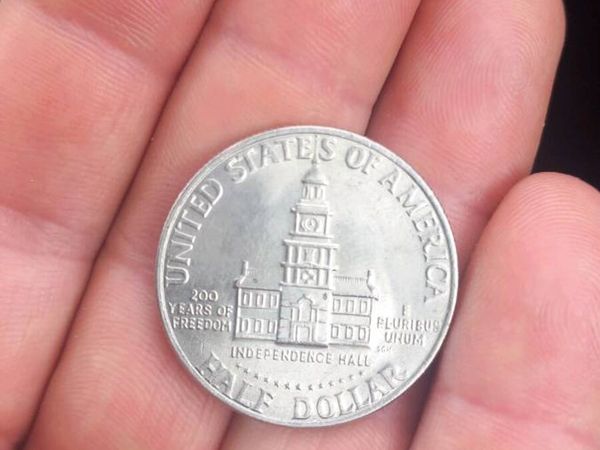 UNITED STATES OF AMERICA
200
YEARS OF
FREEDOM
E
PLURIBUS
UNUM
INDEPENDENCE HALL
HALF DOLLAR